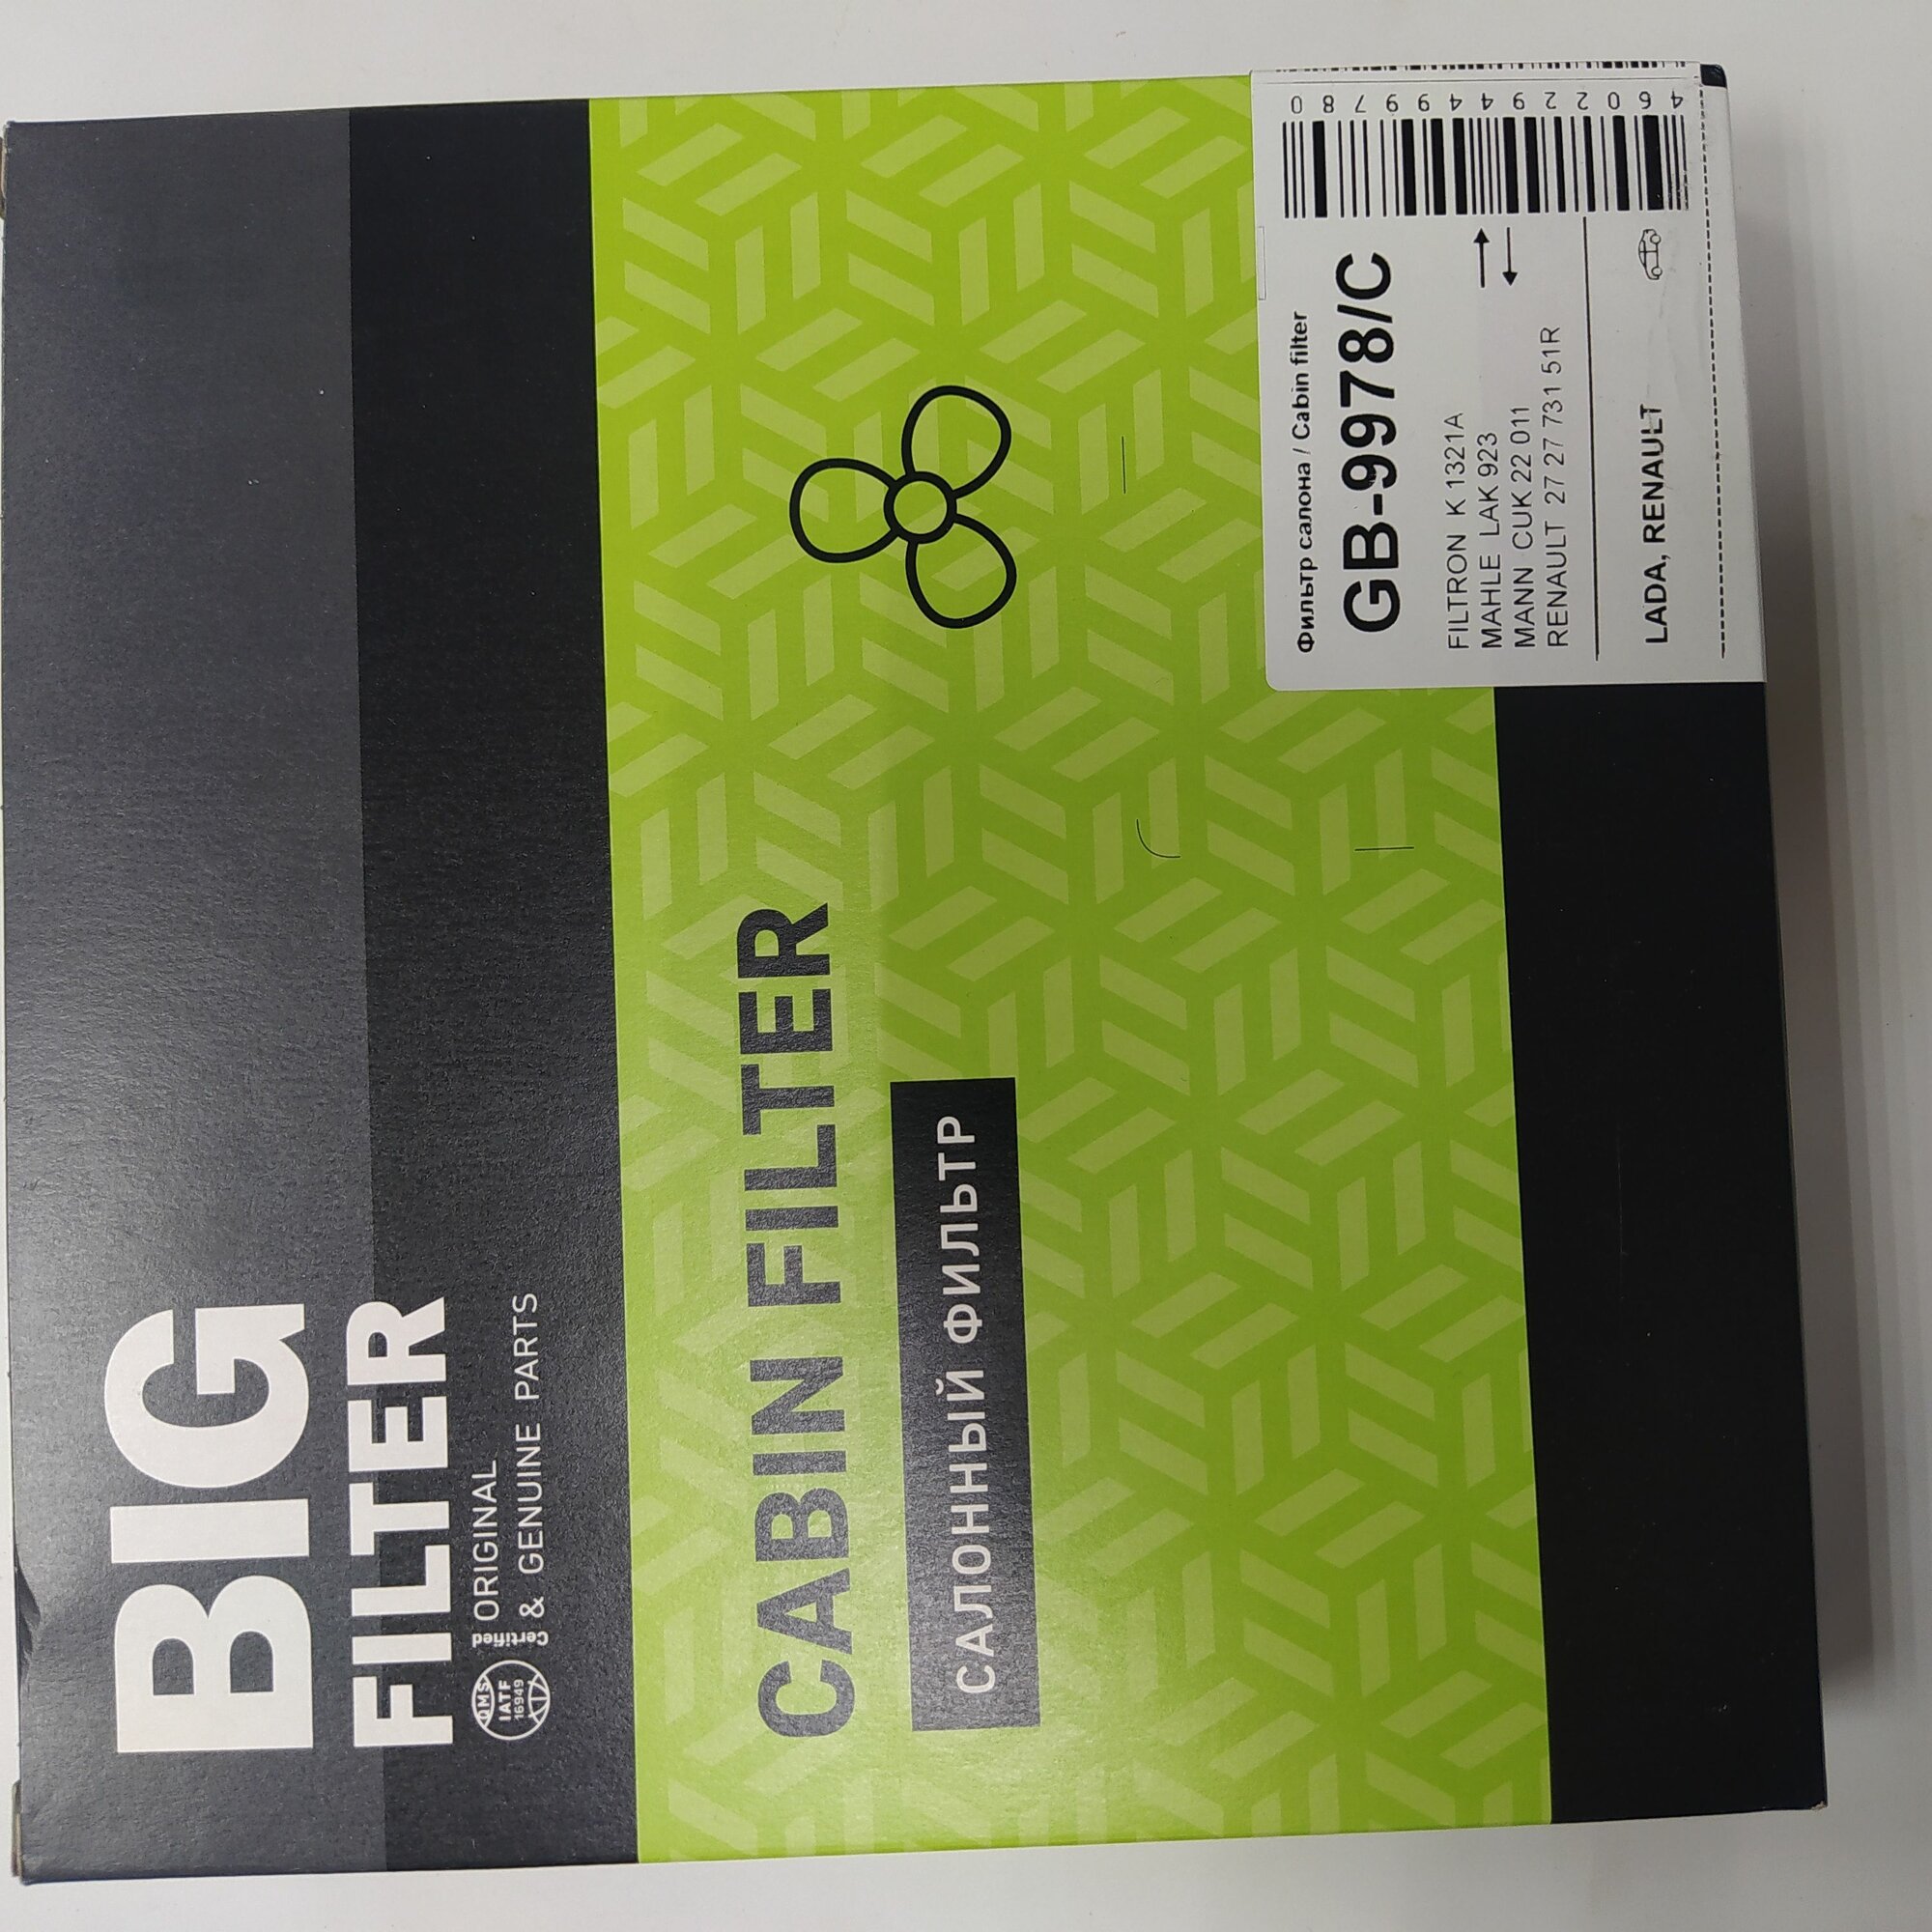 BIG
FILTER
QMS
IATF
16949
Certified
ORIGINAL
& GENUINE PARTS
CABIN FILTER
САЛОННЫЙ ФИЛЬТР
Фильтр салона / Cabin filter
GB-9978/C
FILTRON K 1321A
MAHLE LAK 923
MANN CUK 22 011
RENAULT 27 27 731 51R
LADA, RENAULT
4602294499780